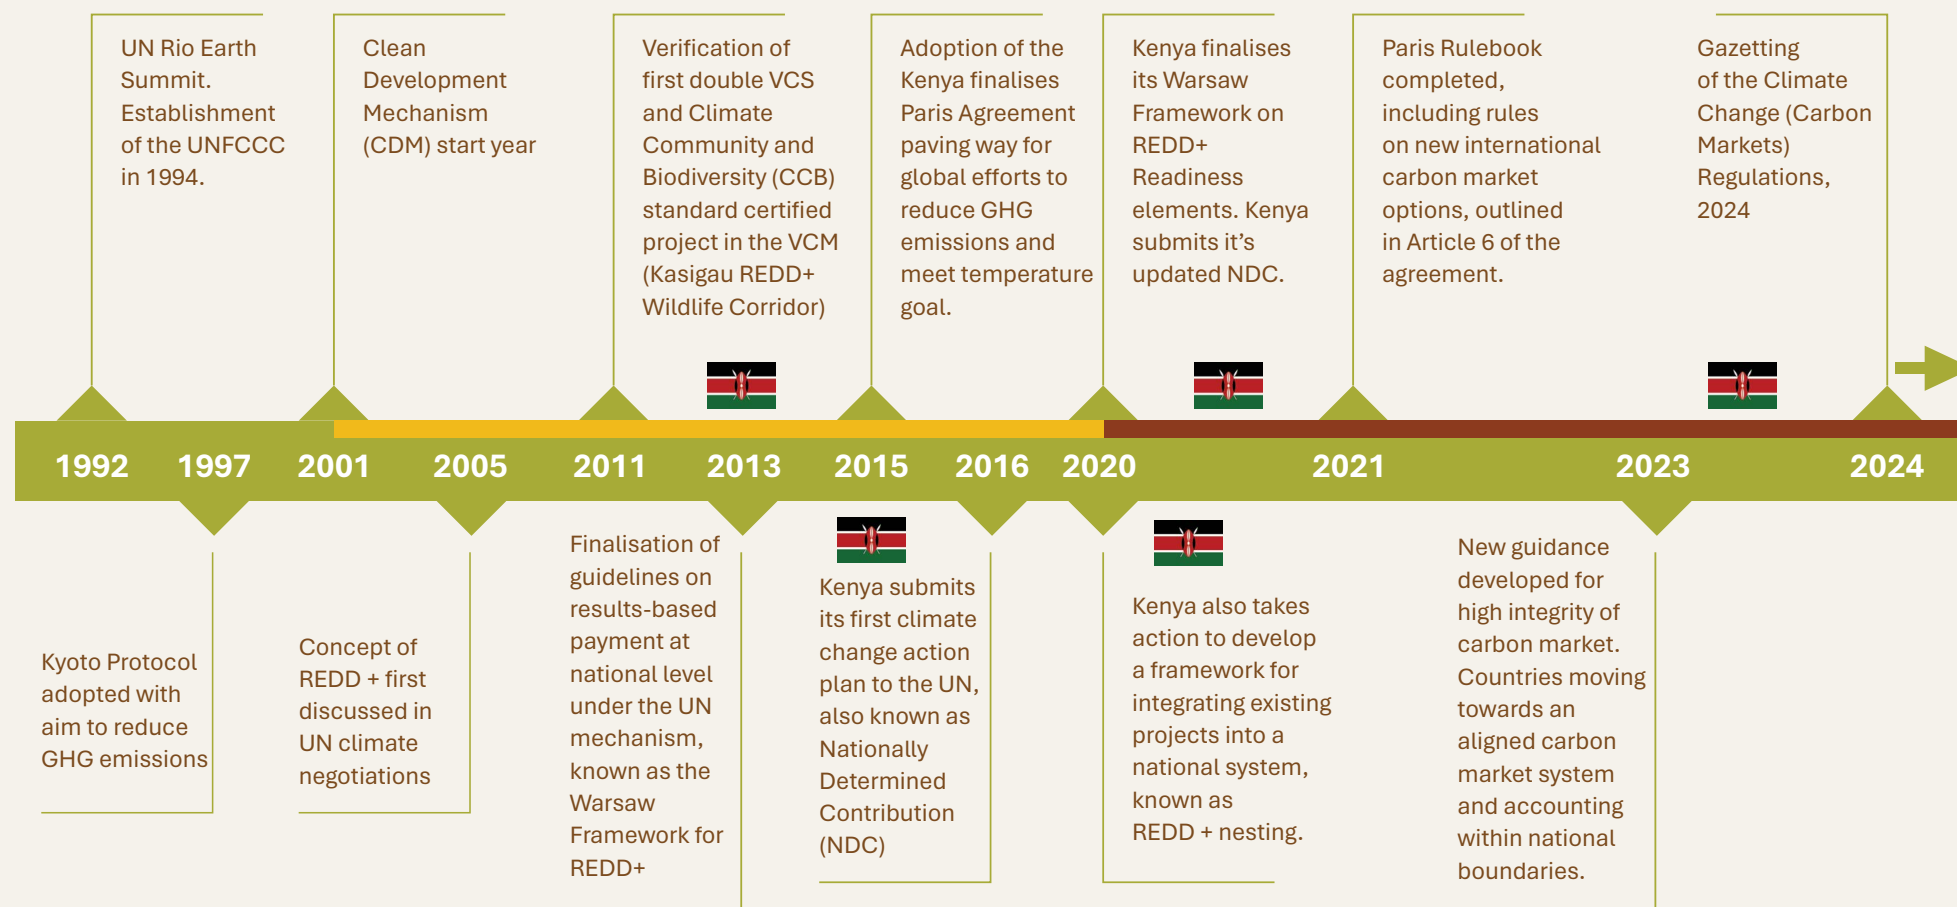 UN Rio Earth
Summit.
Establishment
of the UNFCCC
in 1994.
Clean
Development
Mechanism
(CDM) start year
Verification of
first double VCS
and Climate
Community and
Biodiversity (CCB)
standard certified
project in the VCM
(Kasigau REDD+
Wildlife Corridor)
Adoption of the
Kenya finalises
Paris Agreement
paving way for
global efforts to
reduce GHG
emissions and
meet temperature
goal.
Kenya finalises
its Warsaw
Framework on
REDD+
Readiness
elements. Kenya
submits it's
updated NDC.
Paris Rulebook
completed,
including rules
on new international
carbon market
options, outlined
in Article 6 of the
agreement.
Gazetting
of the Climate
Change (Carbon
Markets)
Regulations,
2024
1992 1997 2001 2005 2011 2013 2015 2016 2020 2021 2023 2024
Kyoto Protocol
adopted with
aim to reduce
GHG emissions
Concept of
REDD + first
discussed in
UN climate
negotiations
Finalisation of
guidelines on
results-based
payment at
national level
under the UN
mechanism,
known as the
Warsaw
Framework for
REDD+
Kenya submits
its first climate
change action
plan to the UN,
also known as
Nationally
Determined
Contribution
(NDC)
Kenya also takes
action to develop
a framework for
integrating existing
projects into a
national system,
known as
REDD + nesting.
New guidance
developed for
high integrity of
carbon market.
Countries moving
towards an
aligned carbon
market system
and accounting
within national
boundaries.